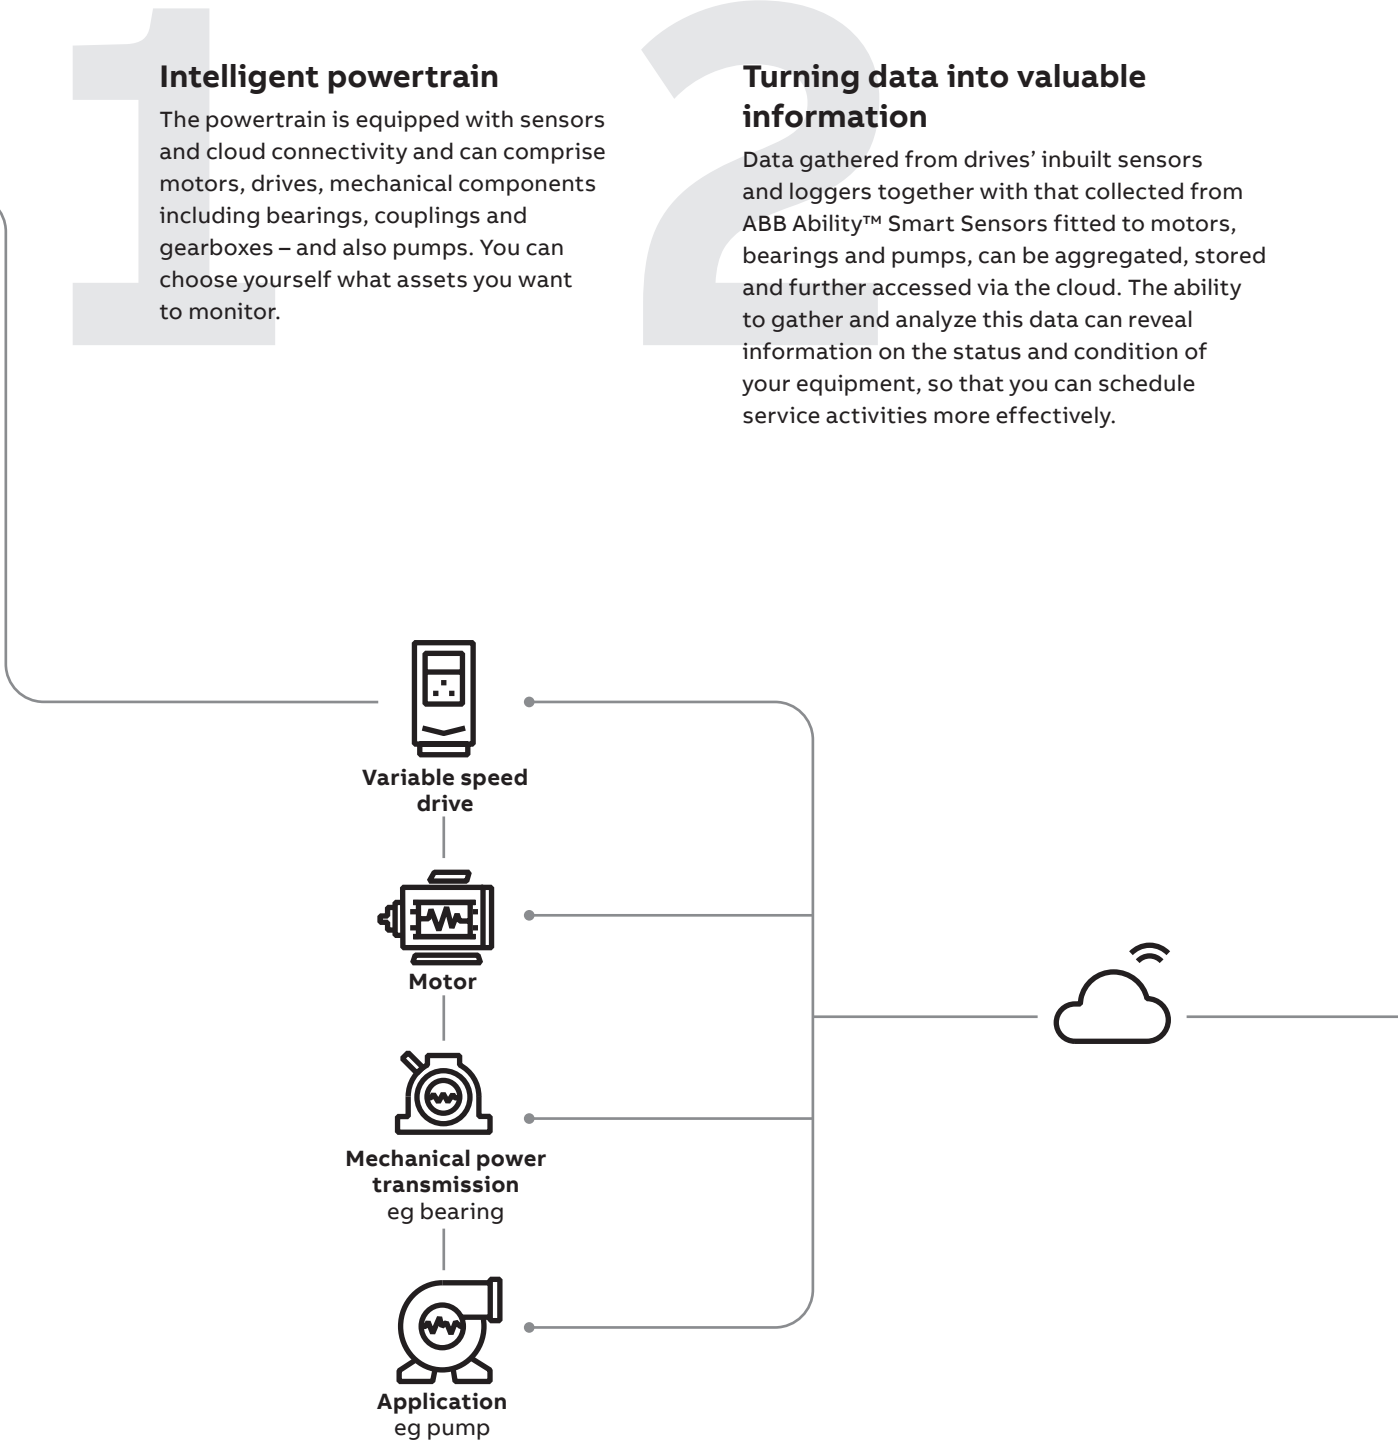 1
Intelligent powertrain
The powertrain is equipped with sensors
and cloud connectivity and can comprise
motors, drives, mechanical components
including bearings, couplings and
gearboxes – and also pumps. You can
choose yourself what assets you want
to monitor.
2
Turning data into valuable
information
Data gathered from drives’ inbuilt sensors
and loggers together with that collected from
ABB Ability™ Smart Sensors fitted to motors,
bearings and pumps, can be aggregated, stored
and further accessed via the cloud. The ability
to gather and analyze this data can reveal
information on the status and condition of
your equipment, so that you can schedule
service activities more effectively.
Variable speed
drive
Motor
Mechanical power
transmission
eg bearing
Application
eg pump